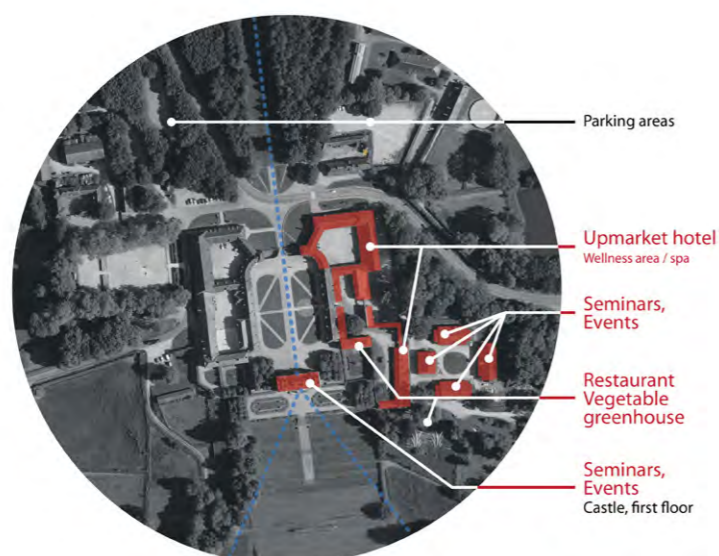 Parking areas
Upmarket hotel
Wellness area / spa
Seminars,
Events
Restaurant
Vegetable
greenhouse
Seminars,
Events
Castle, first floor